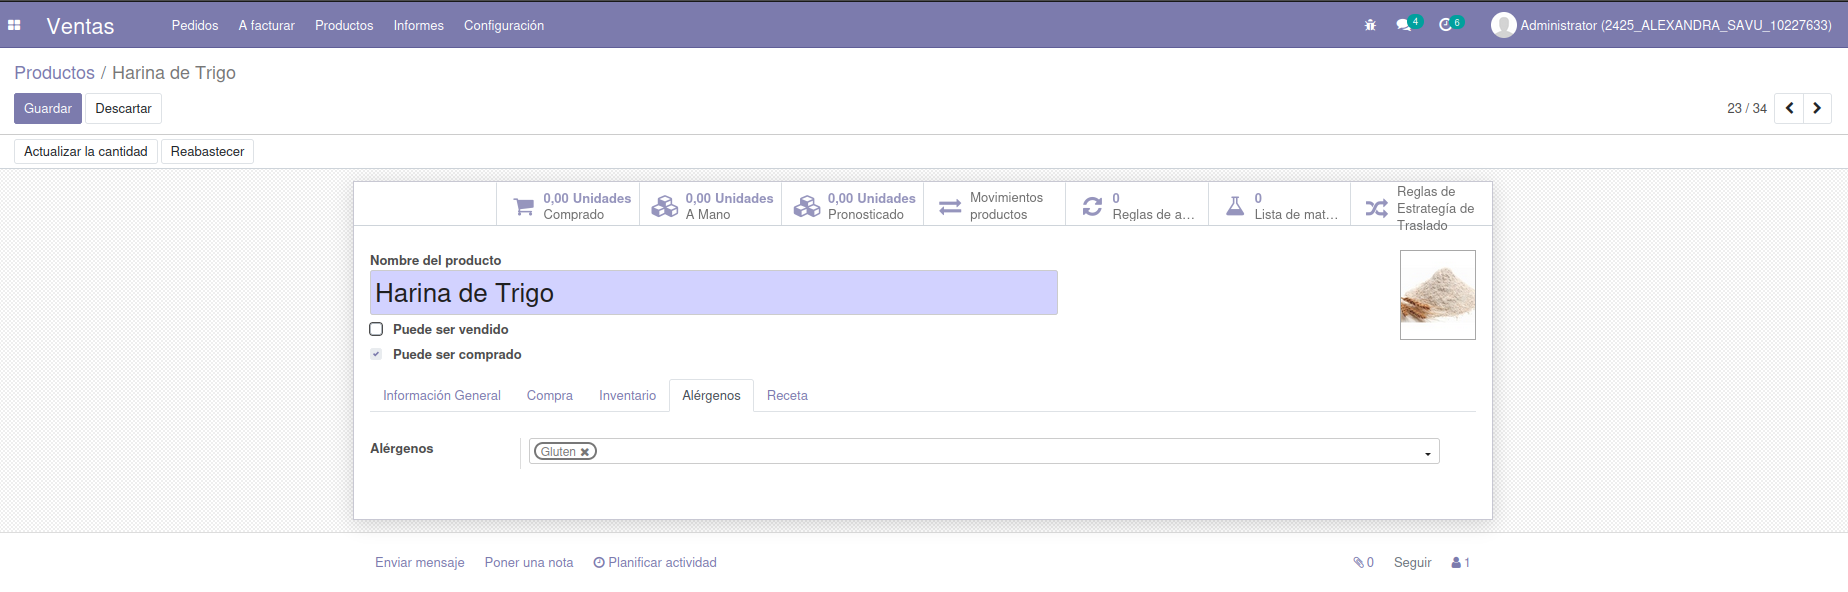 Ventas Pedidos A facturar Productos Informes Configuración 4 6 Administrator (2425_ALEXANDRA_SAVU_10227633)
Productos / Harina de Trigo
Guardar Descartar 23 / 34
Actualizar la cantidad Reabastecer
0,00 Unidades
Comprado
0,00 Unidades
A Mano
0,00 Unidades
Pronosticado
Movimientos
productos
0
Reglas de a...
0
Lista de mat...
Reglas de
Estrategía de
Traslado
Nombre del producto
Harina de Trigo
Puede ser vendido
Puede ser comprado
Información General Compra Inventario Alérgenos Receta
Alérgenos Gluten
Enviar mensaje Poner una nota Planificar actividad 0 Seguir 1